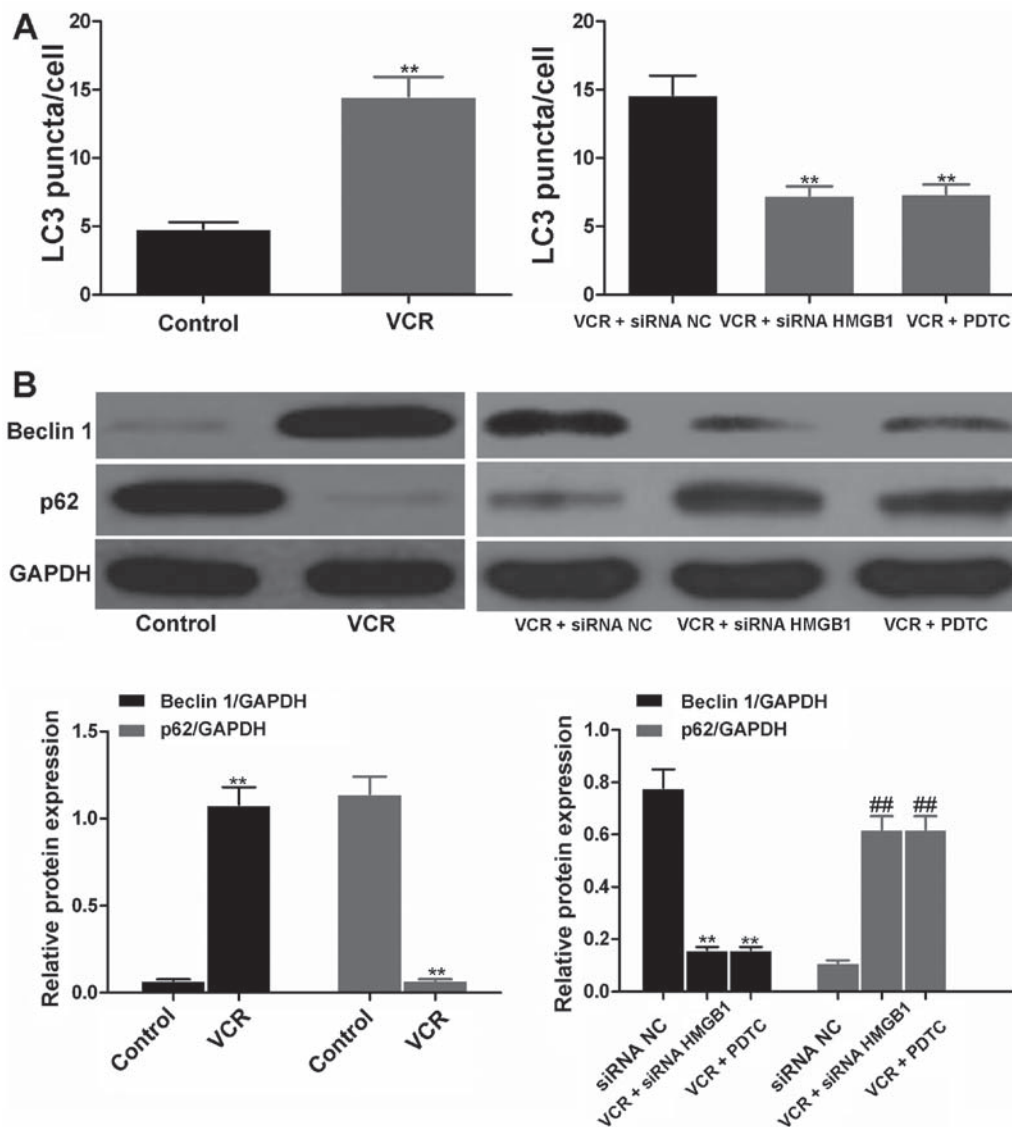 A
LC3 puncta/cell
20
15
10
5
0
**
Control
VCR
LC3 puncta/cell
20
15
10
5
0
**
**
VCR + siRNA NC
VCR + siRNA HMGB1
VCR + PDTC
B
Beclin 1
p62
GAPDH
Control
VCR
VCR + siRNA NC
VCR + siRNA HMGB1
VCR + PDTC
Beclin 1/GAPDH
p62/GAPDH
Relative protein expression
1.5
1.0
0.5
0.0
**
**
Control
VCR
Control
VCR
Beclin 1/GAPDH
p62/GAPDH
Relative protein expression
1.0
0.8
0.6
0.4
0.2
0.0
**
**
##
##
siRNA NC
VCR + siRNA HMGB1
VCR + PDTC
siRNA NC
VCR + siRNA HMGB1
VCR + PDTC